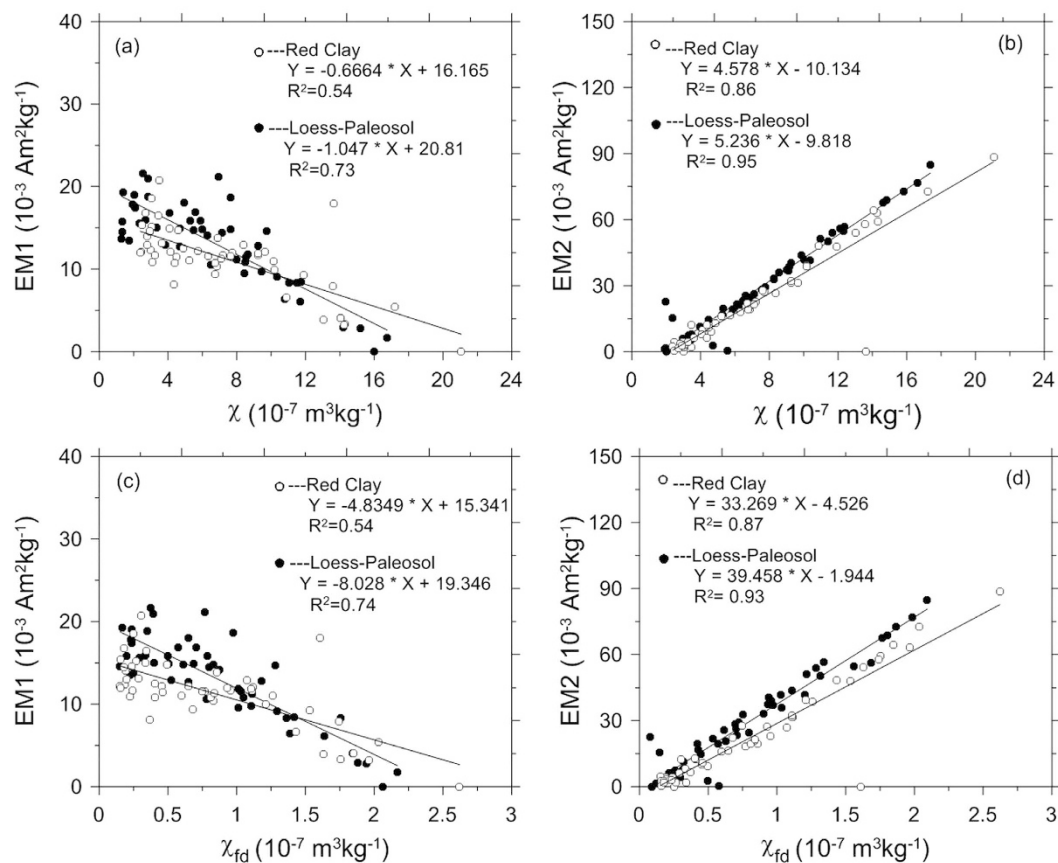 (a)
○ ---Red Clay
Y = -0.6664 * X + 16.165
R²=0.54
● ---Loess-Paleosol
Y = -1.047 * X + 20.81
R²=0.73
EM1 (10⁻³ Am²kg⁻¹)
40
30
20
10
0
0 4 8 12 16 20 24
χ (10⁻⁷ m³kg⁻¹)
(b)
○ ---Red Clay
Y = 4.578 * X - 10.134
R²= 0.86
● ---Loess-Paleosol
Y = 5.236 * X - 9.818
R²= 0.95
EM2 (10⁻³ Am²kg⁻¹)
150
120
90
60
30
0
0 4 8 12 16 20 24
χ (10⁻⁷ m³kg⁻¹)
(c)
○ ---Red Clay
Y = -4.8349 * X + 15.341
R²=0.54
● ---Loess-Paleosol
Y = -8.028 * X + 19.346
R²=0.74
EM1 (10⁻³ Am²kg⁻¹)
40
30
20
10
0
0 0.5 1 1.5 2 2.5 3
χfd (10⁻⁷ m³kg⁻¹)
(d)
○ ---Red Clay
Y = 33.269 * X - 4.526
R²= 0.87
● ---Loess-Paleosol
Y = 39.458 * X - 1.944
R²= 0.93
EM2 (10⁻³ Am²kg⁻¹)
150
120
90
60
30
0
0 0.5 1 1.5 2 2.5 3
χfd (10⁻⁷ m³kg⁻¹)